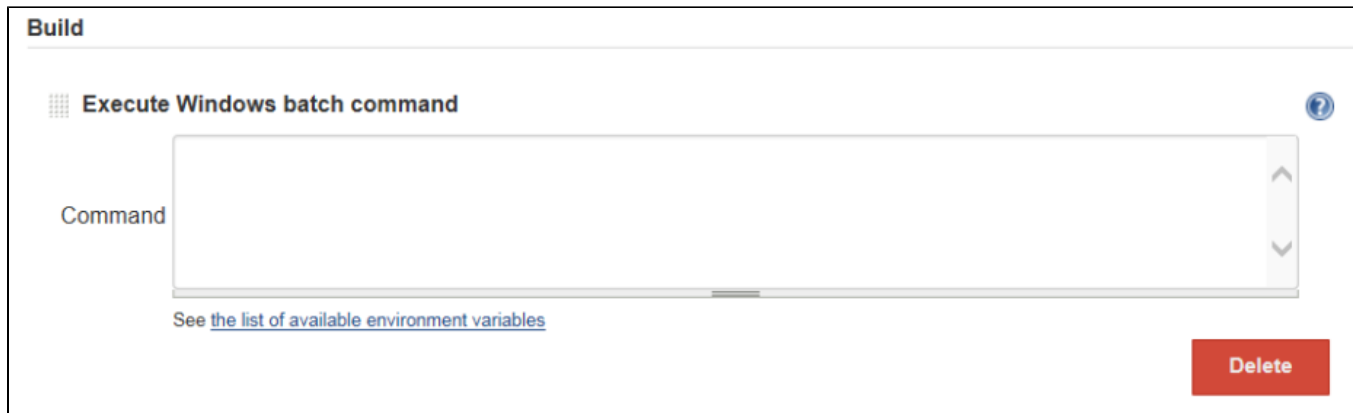 Build
Execute Windows batch command
?
Command
See the list of available environment variables
Delete